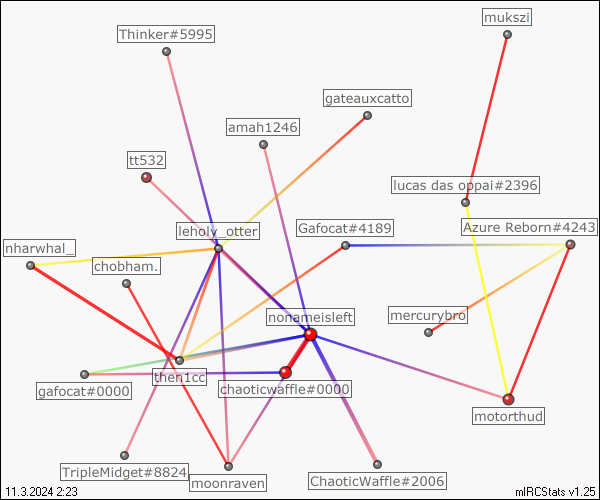 mukszi
Thinker#5995
gateauxcatto
amah1246
tt532
lucas das oppai#2396
leholy_otter
Gafocat#4189
Azure Reborn#4243
nharwhal_
chobham.
nonameisleft
mercurybro
then1cc
chaoticwaffle#0000
gafocat#0000
motorthud
TripleMidget#8824
moonraven
ChaoticWaffle#2006
11.3.2024 2:23
mIRCStats v1.25